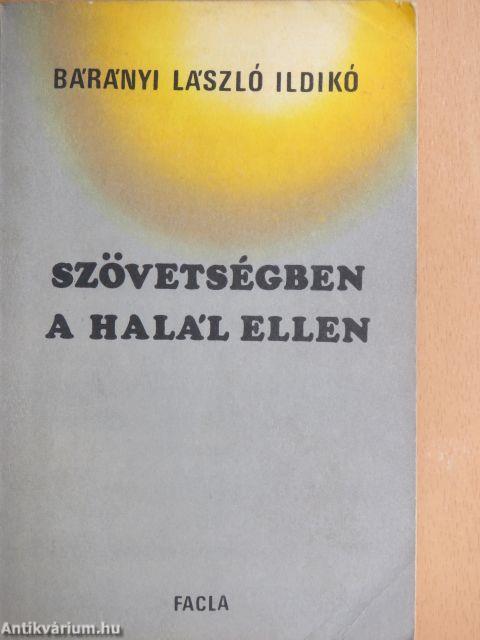 BÁRÁNYI LÁSZLÓ ILDIKÓ
SZÖVETSÉGBEN
A HALÁL ELLEN
FACLA
Antikvárium.hu